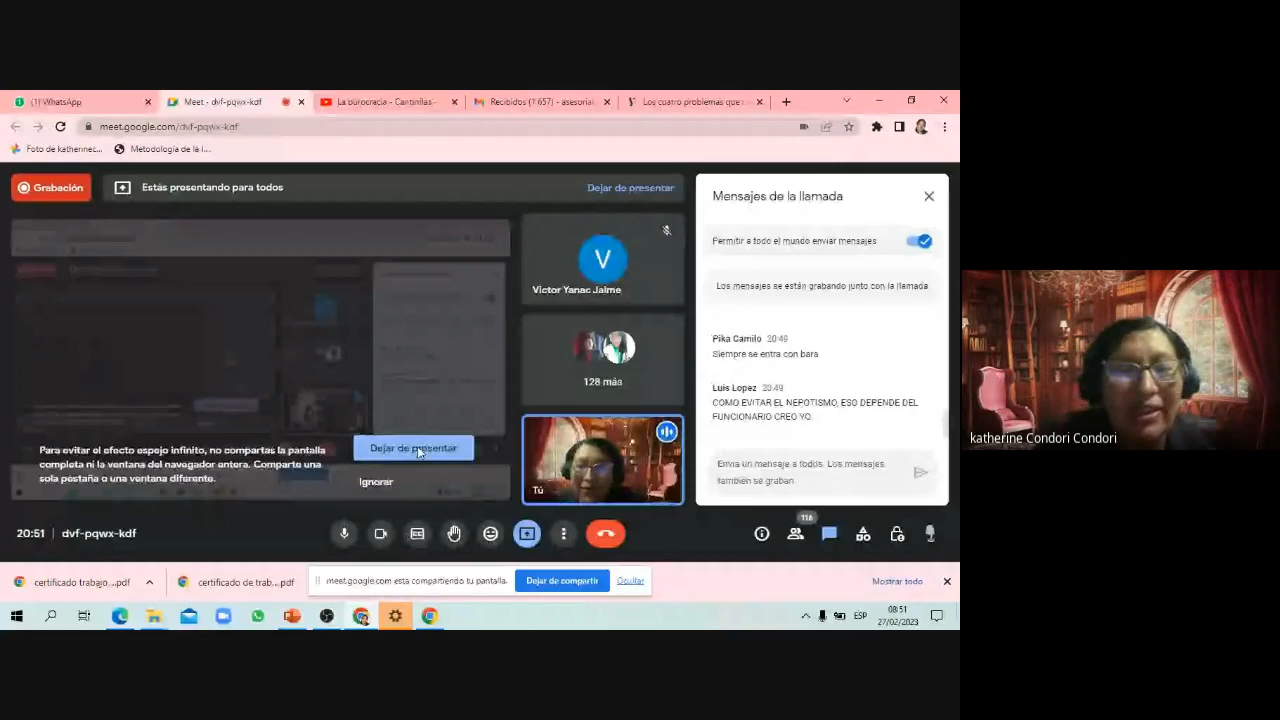 (1) WhatsApp
Meet - dvf-pqwx-kdf
La burocracia - Cantinflas -
Recibidos (1 657) - asesorial
Los cuatro problemas que
meet.google.com/dvf-pqwx-kdf
Foto de kathernec...
Metodología de la i...
Grabación
Estás presentando para todos
Dejar de presentar
Mensajes de la llamada
Permitir a todo el mundo enviar mensajes
V
Victor Yanac Jaime
Los mensajes se están grabando junto con la llamada
Pika Camilo 20:49
Siempre se entra con bara
128 más
Luis Lopez 20:49
COMO EVITAR EL NEPOTISMO, ESO DEPENDE DEL
FUNCIONARIO CREO YO.
Para evitar el efecto espejo infinito, no compartas la pantalla
completa ni la ventana del navegador entera. Comparte una
sola pestaña o una ventana diferente.
Dejar de presentar
Ignorar
Tú
Envía un mensaje a todos. Los mensajes
también se graban
katherine Condori Condori
20:51 dvf-pqwx-kdf
116
certificado trabajo....pdf
certificado de trab....pdf
meet.google.com está compartiendo tu pantalla.
Dejar de compartir
Ocultar
Mostrar todo
ESP
08:51
27/02/2023